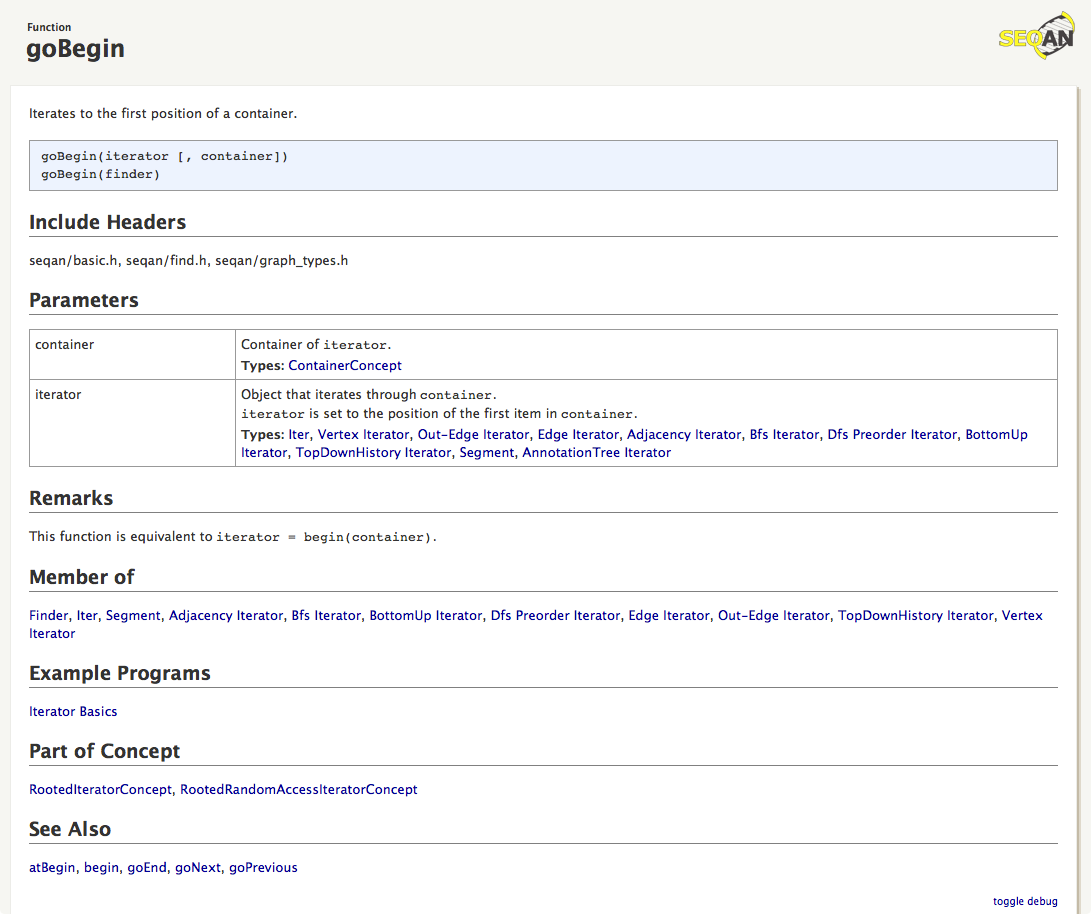 Function
goBegin
SEQAN
Iterates to the first position of a container.
goBegin(iterator [, container])
goBegin(finder)
Include Headers
seqan/basic.h, seqan/find.h, seqan/graph_types.h
Parameters
container
Container of iterator.
Types: ContainerConcept
iterator
Object that iterates through container.
iterator is set to the position of the first item in container.
Types: Iter, Vertex Iterator, Out-Edge Iterator, Edge Iterator, Adjacency Iterator, Bfs Iterator, Dfs Preorder Iterator, BottomUp
Iterator, TopDownHistory Iterator, Segment, AnnotationTree Iterator
Remarks
This function is equivalent to iterator = begin(container).
Member of
Finder, Iter, Segment, Adjacency Iterator, Bfs Iterator, BottomUp Iterator, Dfs Preorder Iterator, Edge Iterator, Out-Edge Iterator, TopDownHistory Iterator, Vertex
Iterator
Example Programs
Iterator Basics
Part of Concept
RootedIteratorConcept, RootedRandomAccessIteratorConcept
See Also
atBegin, begin, goEnd, goNext, goPrevious
toggle debug